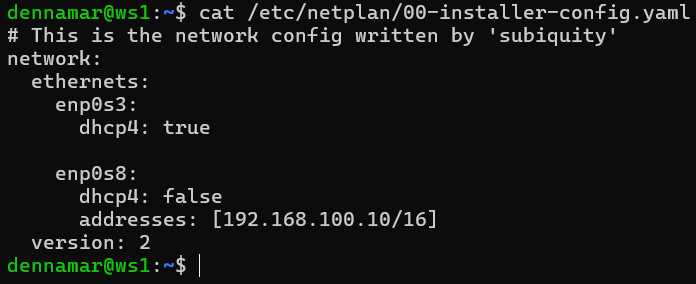 dennamar@ws1:~$ cat /etc/netplan/00-installer-config.yaml
# This is the network config written by 'subiquity'
network:
  ethernets:
    enp0s3:
      dhcp4: true

    enp0s8:
      dhcp4: false
      addresses: [192.168.100.10/16]
  version: 2
dennamar@ws1:~$